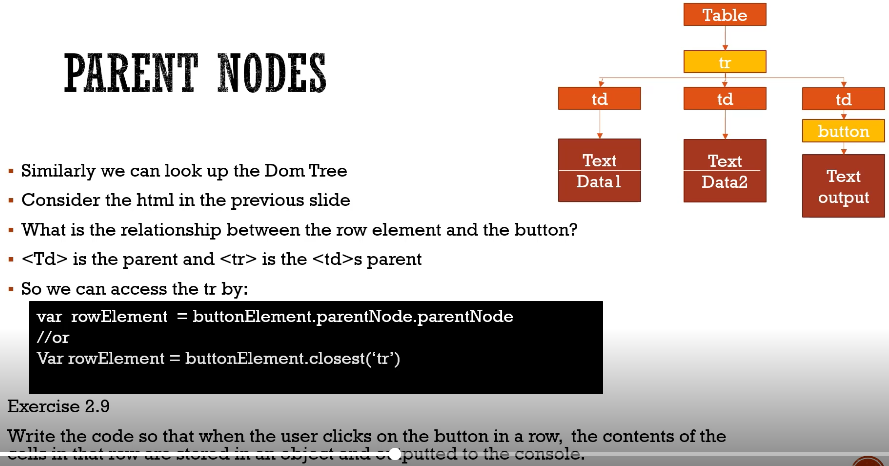 PARENT NODES
Table
tr
td td td
button
Text
Data1
Text
Data2
Text
output
Similarly we can look up the Dom Tree
Consider the html in the previous slide
What is the relationship between the row element and the button?
<Td> is the parent and <tr> is the <td>s parent
So we can access the tr by:
var rowElement = buttonElement.parentNode.parentNode
//or
Var rowElement = buttonElement.closest(‘tr’)
Exercise 2.9
Write the code so that when the user clicks on the button in a row, the contents of the
cells in that row are stored in an object and outputted to the console.